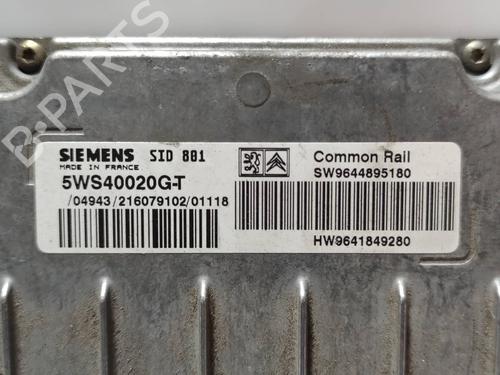 B-PARTS
SIEMENS SID 801
MADE IN FRANCE
5WS40020G-T
/04943/216079102/01118
Common Rail
SW9644895180
HW9641849280